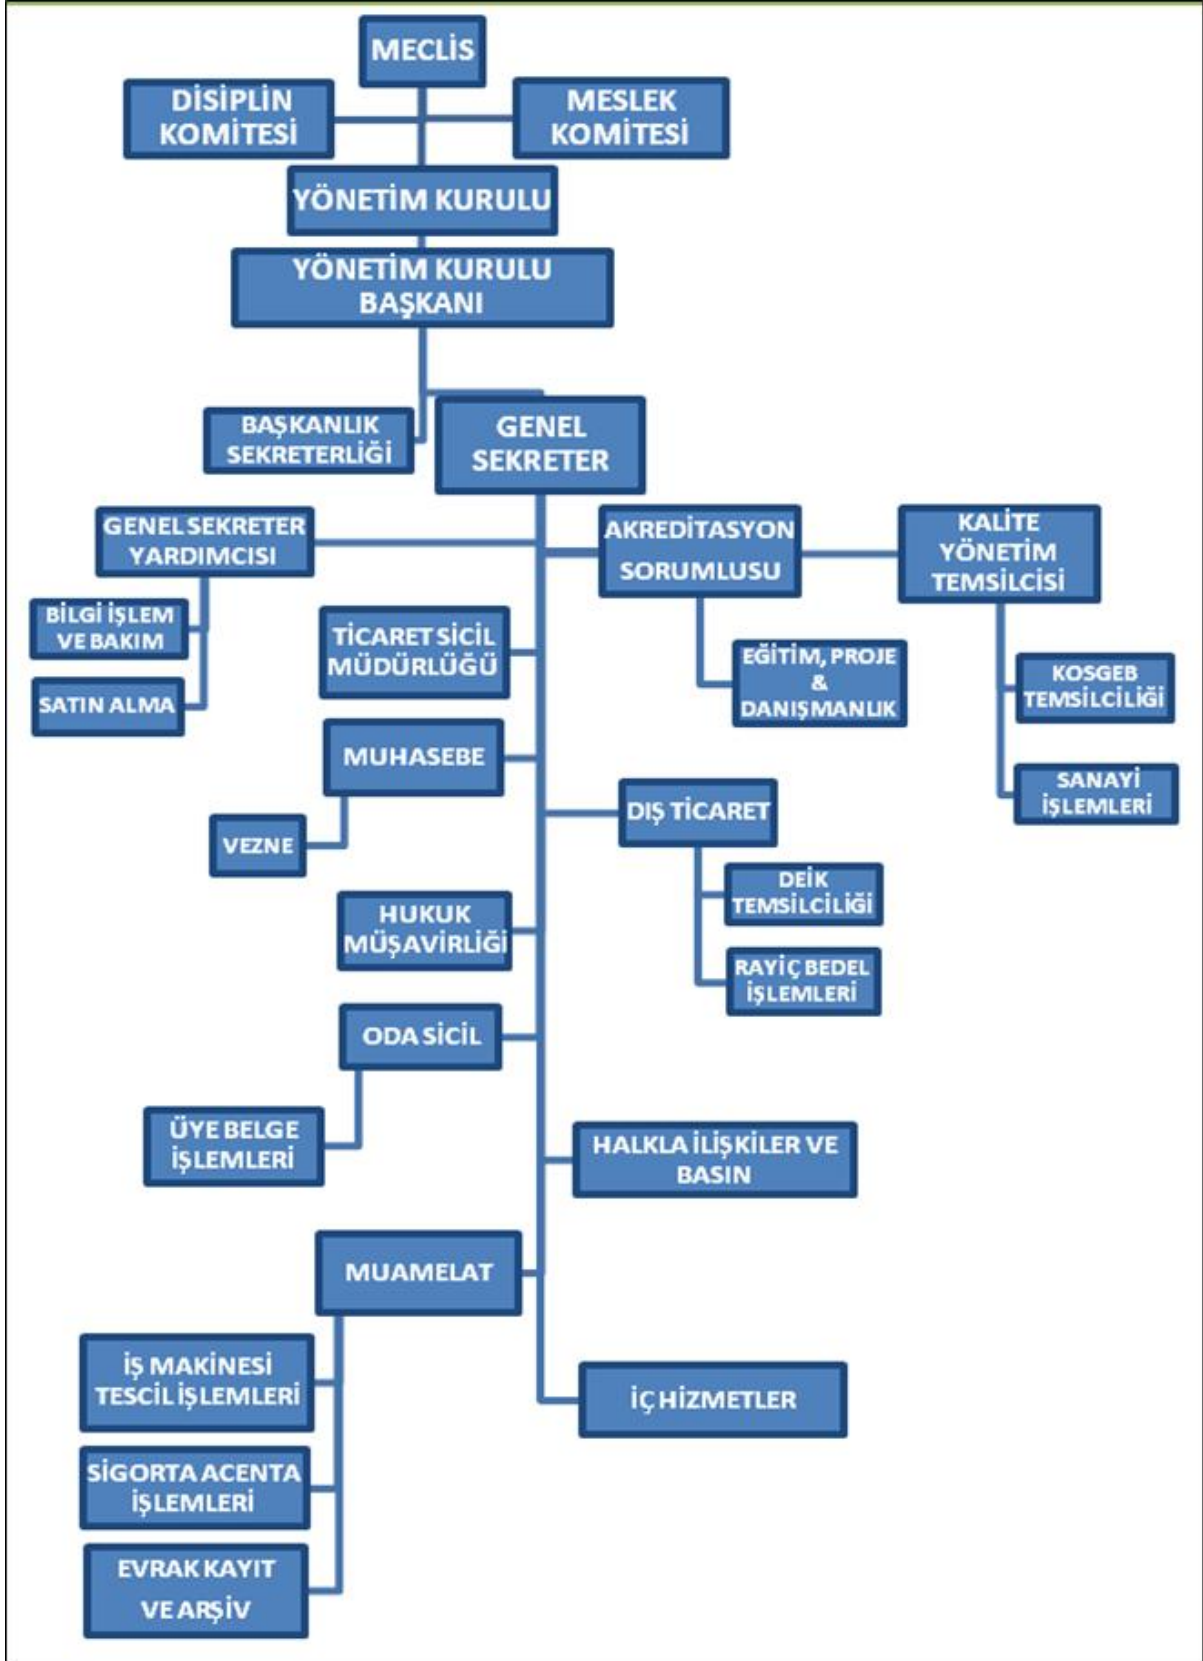 MECLİS
DİSİPLİN
KOMİTESİ
MESLEK
KOMİTESİ
YÖNETİM KURULU
YÖNETİM KURULU
BAŞKANI
BAŞKANLIK
SEKRETERLİĞİ
GENEL
SEKRETER
GENEL SEKRETER
YARDIMCISI
AKREDİTASYON
SORUMLUSU
KALİTE
YÖNETİM
TEMSİLCİSİ
BİLGİ İŞLEM
VE BAKIM
TİCARET SİCİL
MÜDÜRLÜĞÜ
EĞİTİM, PROJE
&
DANIŞMANLIK
KOSGEB
TEMSİLCİLİĞİ
SATIN ALMA
MUHASEBE
SANAYİ
İŞLEMLERİ
DIŞ TİCARET
VEZNE
DEİK
TEMSİLCİLİĞİ
HUKUK
MÜŞAVİRLİĞİ
RAYİÇ BEDEL
İŞLEMLERİ
ODA SİCİL
ÜYE BELGE
İŞLEMLERİ
HALKLA İLİŞKİLER VE
BASIN
MUAMELAT
İŞ MAKİNESİ
TESCİL İŞLEMLERİ
İÇ HİZMETLER
SİGORTA ACENTA
İŞLEMLERİ
EVRAK KAYIT
VE ARŞİV